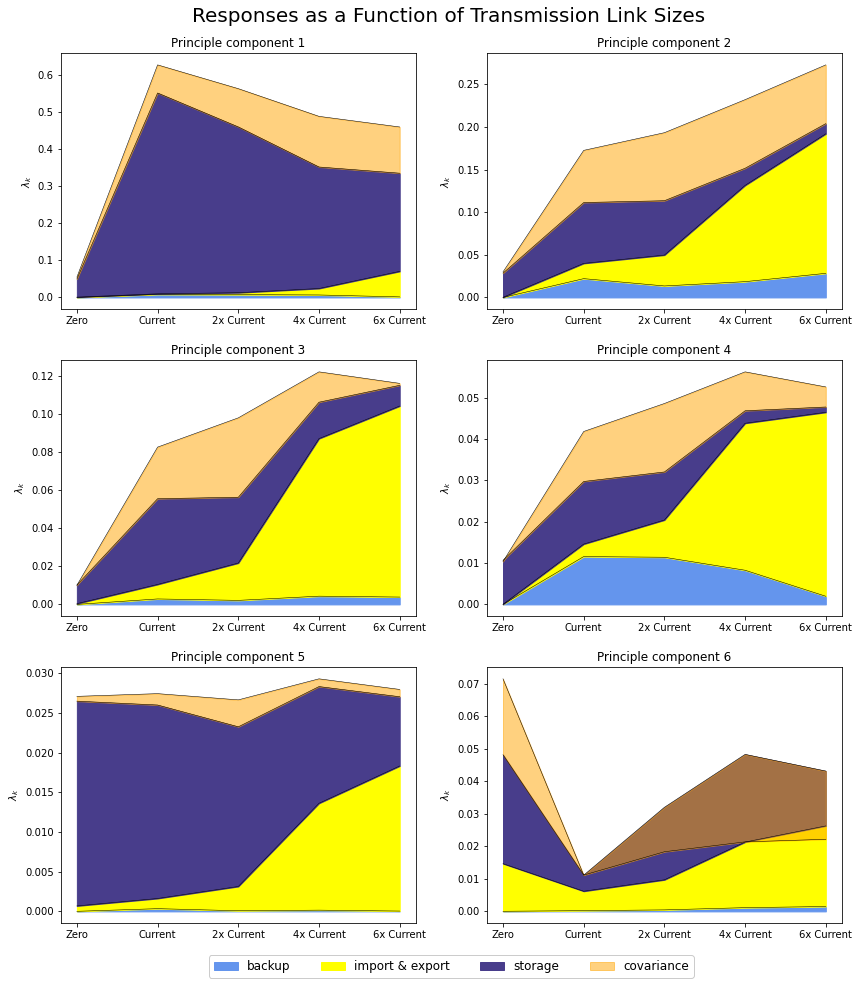 Responses as a Function of Transmission Link Sizes
Principle component 1
λk
0.6
0.5
0.4
0.3
0.2
0.1
0.0
Zero Current 2x Current 4x Current 6x Current
Principle component 2
λk
0.25
0.20
0.15
0.10
0.05
0.00
Zero Current 2x Current 4x Current 6x Current
Principle component 3
λk
0.12
0.10
0.08
0.06
0.04
0.02
0.00
Zero Current 2x Current 4x Current 6x Current
Principle component 4
λk
0.05
0.04
0.03
0.02
0.01
0.00
Zero Current 2x Current 4x Current 6x Current
Principle component 5
λk
0.030
0.025
0.020
0.015
0.010
0.005
0.000
Zero Current 2x Current 4x Current 6x Current
Principle component 6
λk
0.07
0.06
0.05
0.04
0.03
0.02
0.01
0.00
Zero Current 2x Current 4x Current 6x Current
backup import & export storage covariance